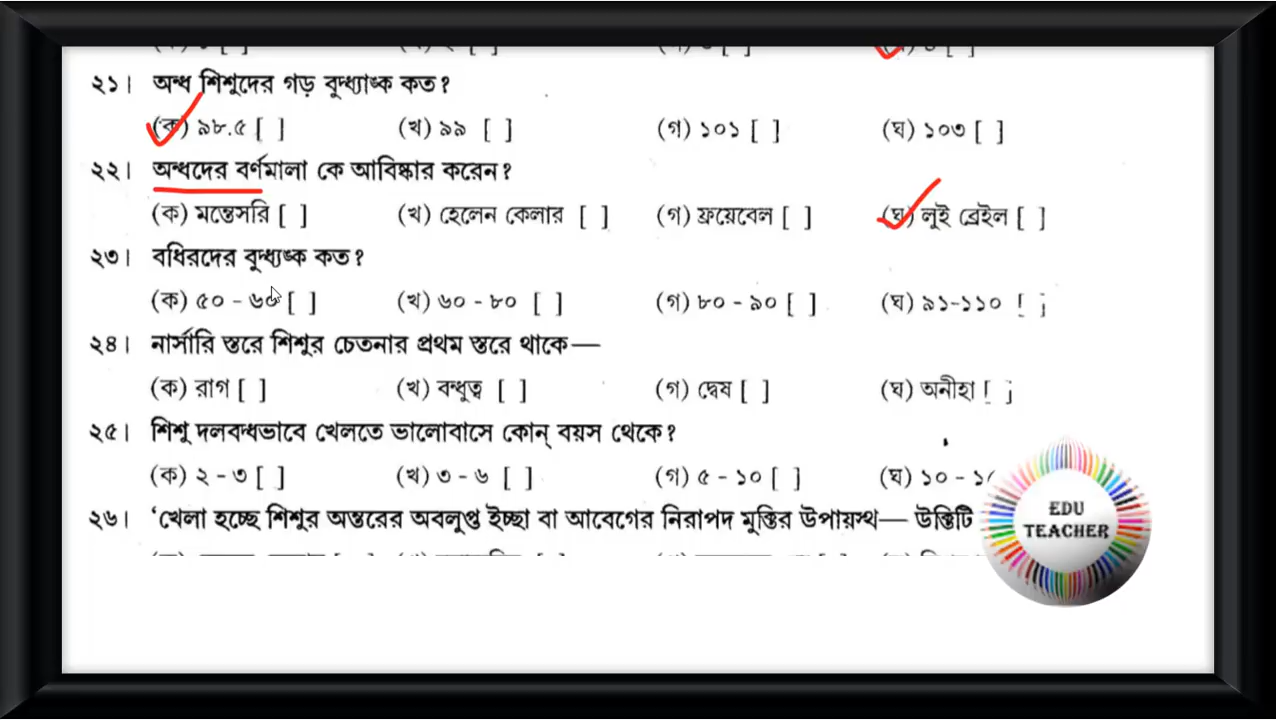 ২১। অন্ধ শিশুদের গড় বুদ্ধ্যাঙ্ক কত?
(ক) ৯৮.৫ [ ] (খ) ৯৯ [ ] (গ) ১০১ [ ] (ঘ) ১০৩ [ ]
২২। অন্ধদের বর্ণমালা কে আবিষ্কার করেন?
(ক) মন্তেসরি [ ] (খ) হেলেন কেলার [ ] (গ) ফ্রয়েবেল [ ] (ঘ) লুই ব্রেইল [ ]
২৩। বধিরদের বুদ্ধ্যঙ্ক কত?
(ক) ৫০ - ৬০ [ ] (খ) ৬০ - ৮০ [ ] (গ) ৮০ - ৯০ [ ] (ঘ) ৯১-১১০ [ ]
২৪। নার্সারি স্তরে শিশুর চেতনার প্রথম স্তরে থাকে—
(ক) রাগ [ ] (খ) বন্ধুত্ব [ ] (গ) দ্বেষ [ ] (ঘ) অনীহা [ ]
২৫। শিশু দলবদ্ধভাবে খেলতে ভালোবাসে কোন্ বয়স থেকে?
(ক) ২ - ৩ [ ] (খ) ৩ - ৬ [ ] (গ) ৫ - ১০ [ ] (ঘ) ১০ -
২৬। 'খেলা হচ্ছে শিশুর অন্তরের অবলুপ্ত ইচ্ছা বা আবেগের নিরাপদ মুক্তির উপায়স্থ— উক্তিটি
EDU
TEACHER